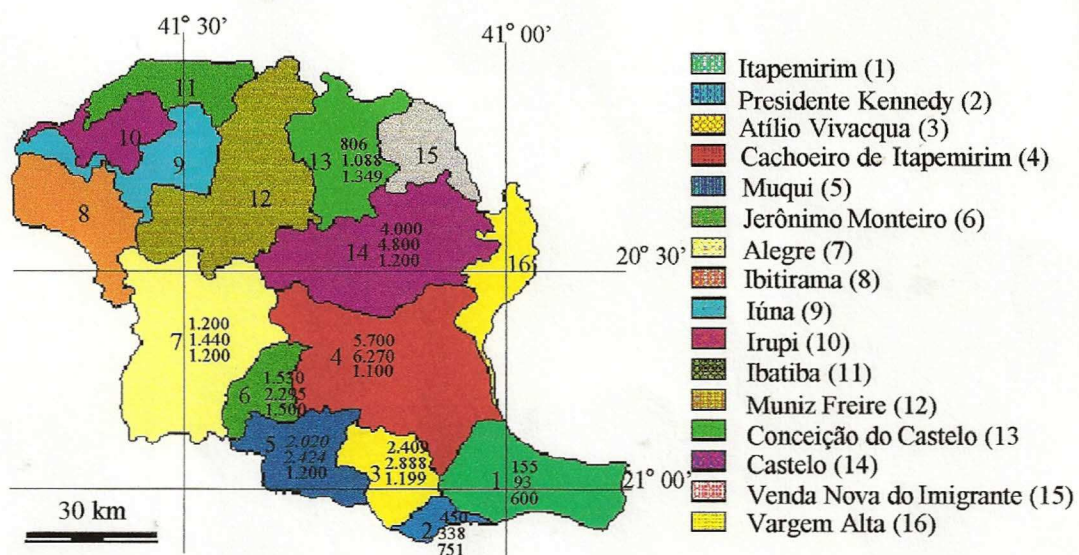 41° 30'
41° 00'
11
10
9
8
12
13
806
1.088
1.349
15
14
4.000
4.800
1.200
16
20° 30'
7
1.200
1.440
1.200
4
5.700
6.270
1.100
6
1.530
2.295
1.500
5
2.020
2.424
1.200
3
2.409
2.888
1.199
1
155
93
600
21° 00'
2
450
338
751
30 km
Itapemirim (1)
Presidente Kennedy (2)
Atílio Vivacqua (3)
Cachoeiro de Itapemirim (4)
Muqui (5)
Jerônimo Monteiro (6)
Alegre (7)
Ibitirama (8)
Iúna (9)
Irupi (10)
Ibatiba (11)
Muniz Freire (12)
Conceição do Castelo (13
Castelo (14)
Venda Nova do Imigrante (15)
Vargem Alta (16)